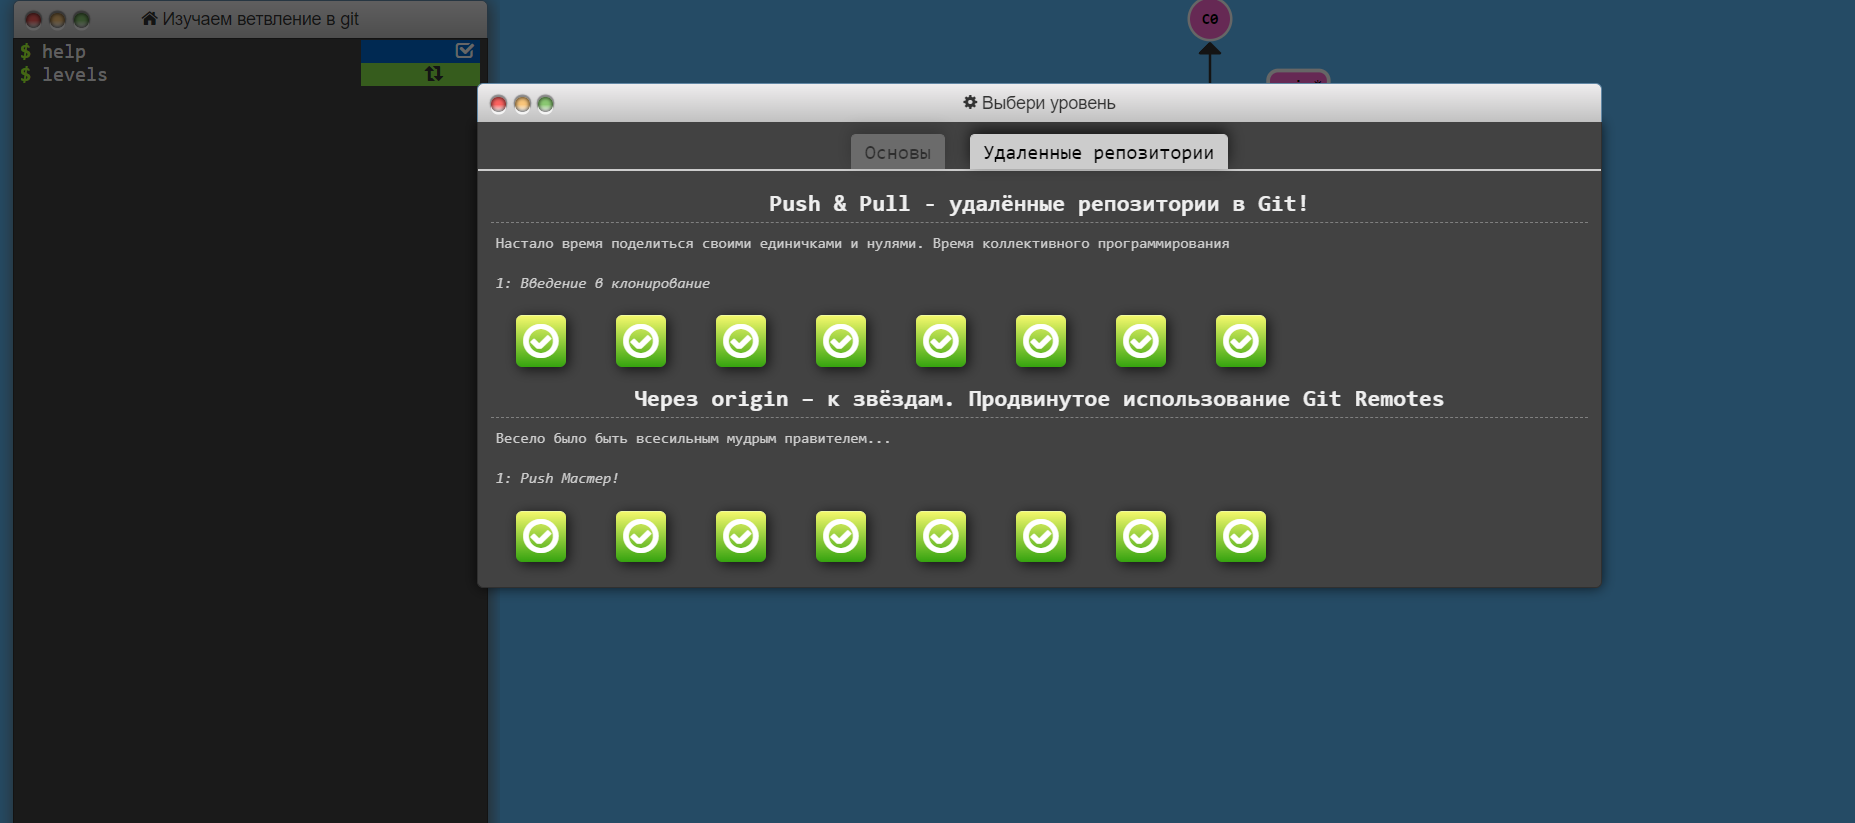 Изучаем ветвление в git
$ help
$ levels
C0
Выбери уровень
Основы
Удаленные репозитории
Push & Pull - удалённые репозитории в Git!
Настало время поделиться своими единичками и нулями. Время коллективного программирования
1: Введение в клонирование
Через origin – к звёздам. Продвинутое использование Git Remotes
Весело было быть всесильным мудрым правителем...
1: Push Мастер!